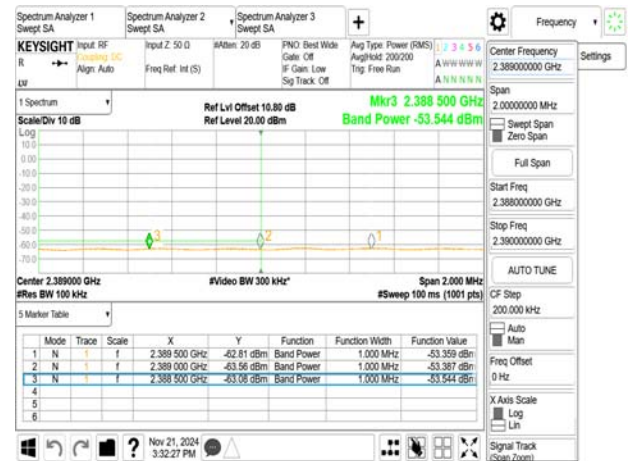 Spectrum Analyzer 1
Swept SA
Spectrum Analyzer 2
Swept SA
Spectrum Analyzer 3
Swept SA
+
Frequency
KEYSIGHT
R
Input: RF
Coupling: DC
Align: Auto
Input Z: 50 Ω
Freq Ref: Int (S)
#Atten: 20 dB
PNO: Best Wide
Gate: Off
IF Gain: Low
Sig Track: Off
Avg Type: Power (RMS)
Avg|Hold: 200/200
Trig: Free Run
1 2 3 4 5 6
A W W W W W
A N N N N N
Center Frequency
2.389000000 GHz
Settings
Span
2.00000000 MHz
Swept Span
Zero Span
Full Span
Start Freq
2.388000000 GHz
Stop Freq
2.390000000 GHz
AUTO TUNE
CF Step
200.000 kHz
Auto
Man
Freq Offset
0 Hz
X Axis Scale
Log
Lin
Signal Track
(Span Zoom)
1 Spectrum
Scale/Div 10 dB
Ref Lvl Offset 10.80 dB
Ref Level 20.00 dBm
Mkr3 2.388 500 GHz
Band Power -53.544 dBm
Log
10.0
0.00
-10.0
-20.0
-30.0
-40.0
-50.0
-60.0
-70.0
3
2
1
Center 2.389000 GHz
#Res BW 100 kHz
#Video BW 300 kHz*
Span 2.000 MHz
#Sweep 100 ms (1001 pts)
5 Marker Table
Mode Trace Scale X Y Function Function Width Function Value
1 N 1 f 2.389 500 GHz -62.81 dBm Band Power 1.000 MHz -53.359 dBm
2 N 1 f 2.389 000 GHz -63.56 dBm Band Power 1.000 MHz -53.387 dBm
3 N 1 f 2.388 500 GHz -63.08 dBm Band Power 1.000 MHz -53.544 dBm
4
5
6
?
Nov 21, 2024
3:32:27 PM